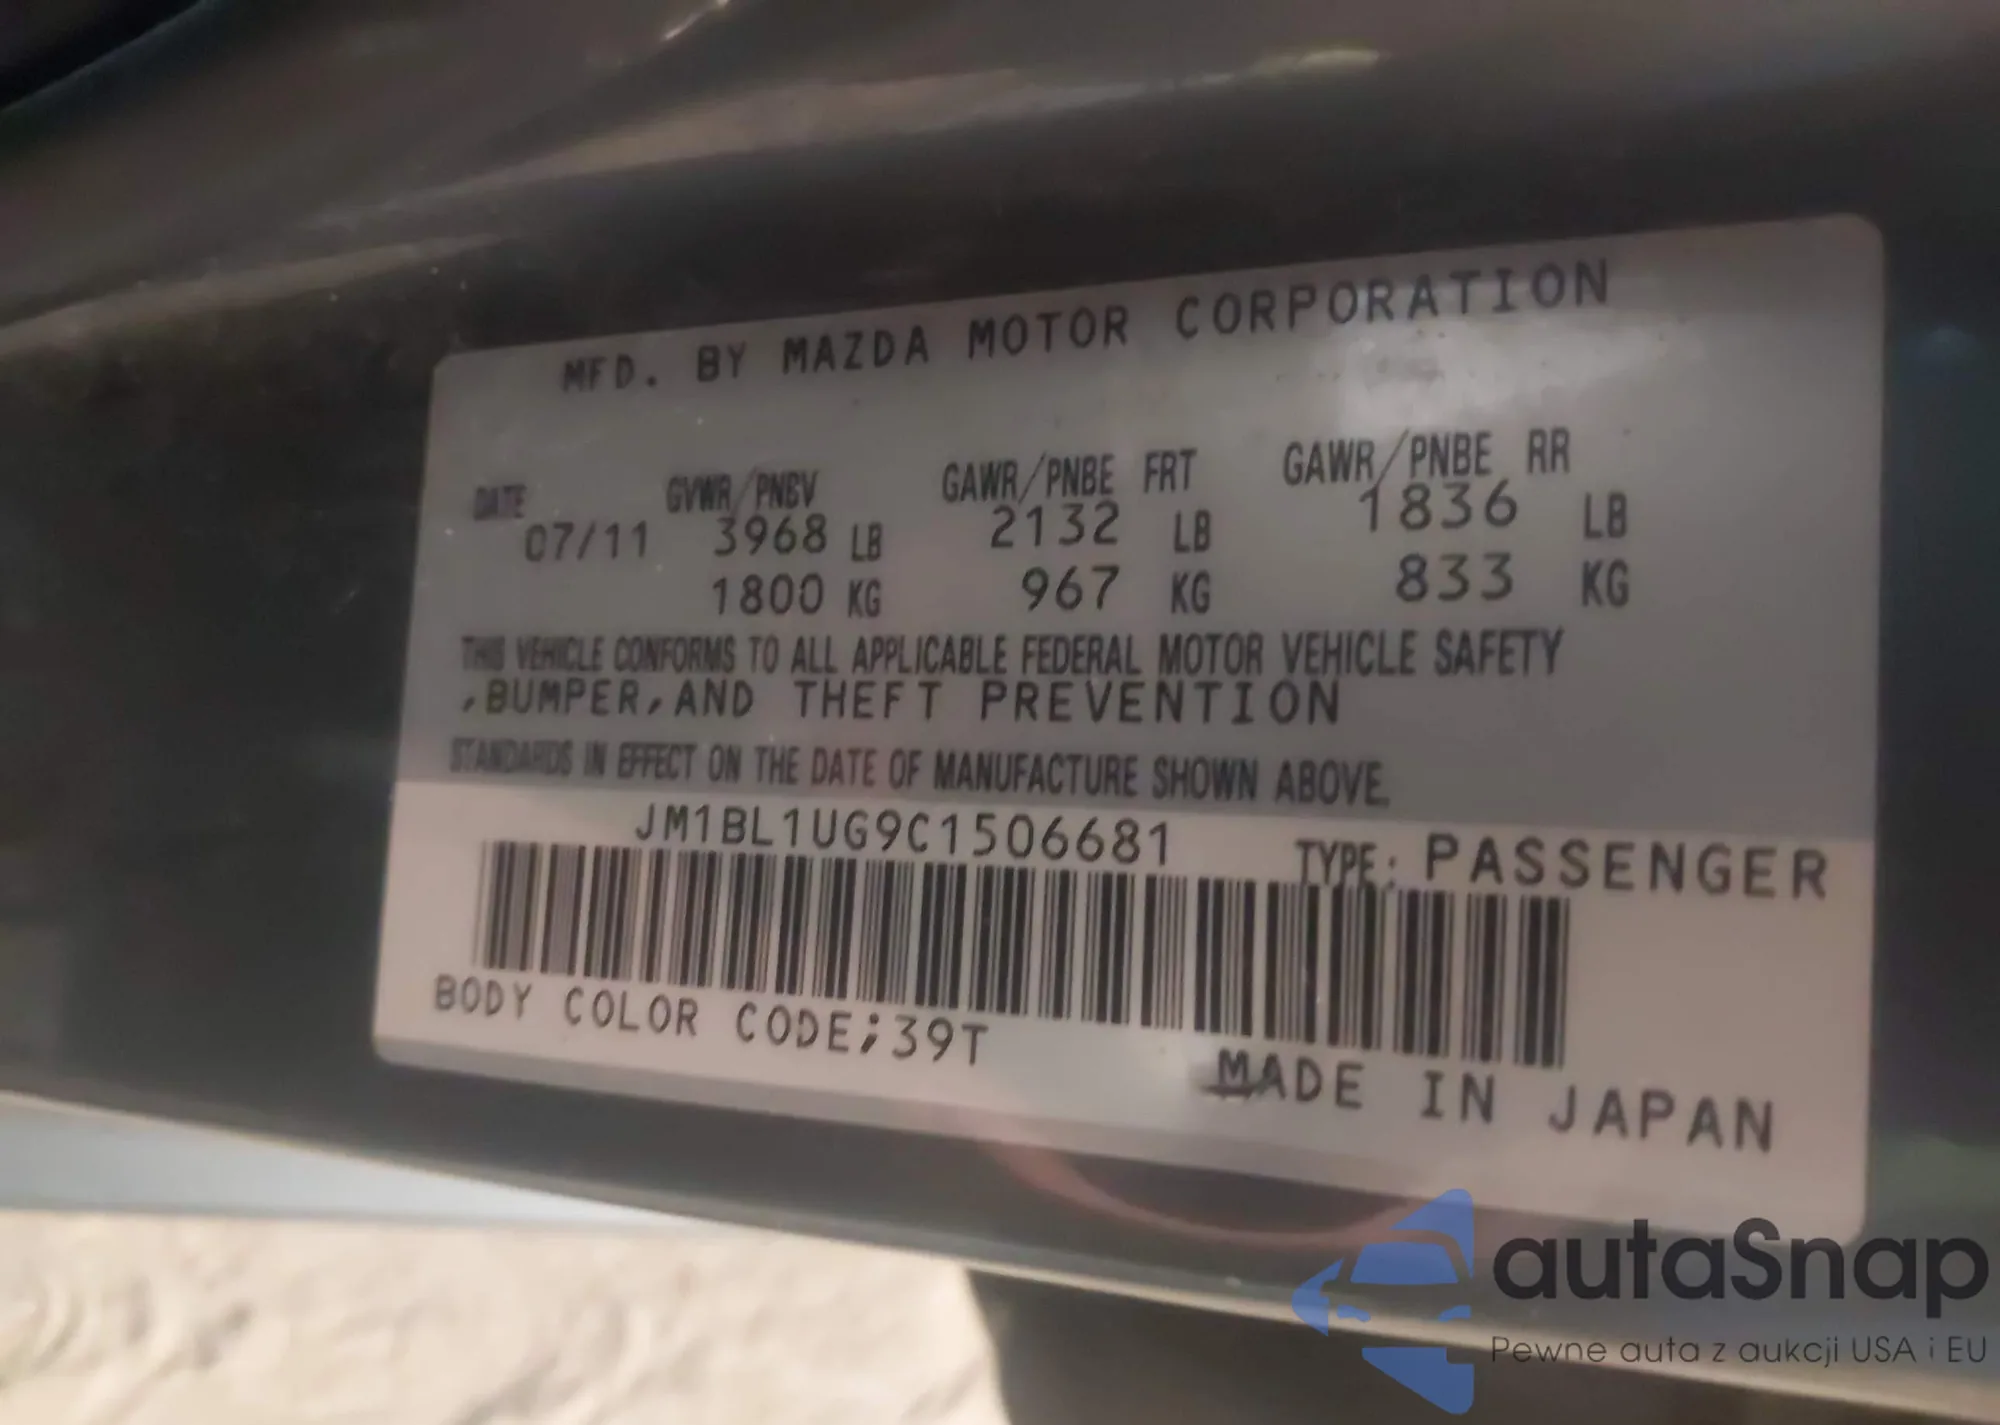 MFD. BY MAZDA MOTOR CORPORATION
DATE GVWR/PNBV GAWR/PNBE FRT GAWR/PNBE RR
07/11 3968 LB 2132 LB 1836 LB
1800 KG 967 KG 833 KG
THIS VEHICLE CONFORMS TO ALL APPLICABLE FEDERAL MOTOR VEHICLE SAFETY
,BUMPER,AND THEFT PREVENTION
STANDARDS IN EFFECT ON THE DATE OF MANUFACTURE SHOWN ABOVE.
JM1BL1UG9C1506681 TYPE: PASSENGER
BODY COLOR CODE;39T
MADE IN JAPAN
autaSnap
Pewne auta z aukcji USA i EU